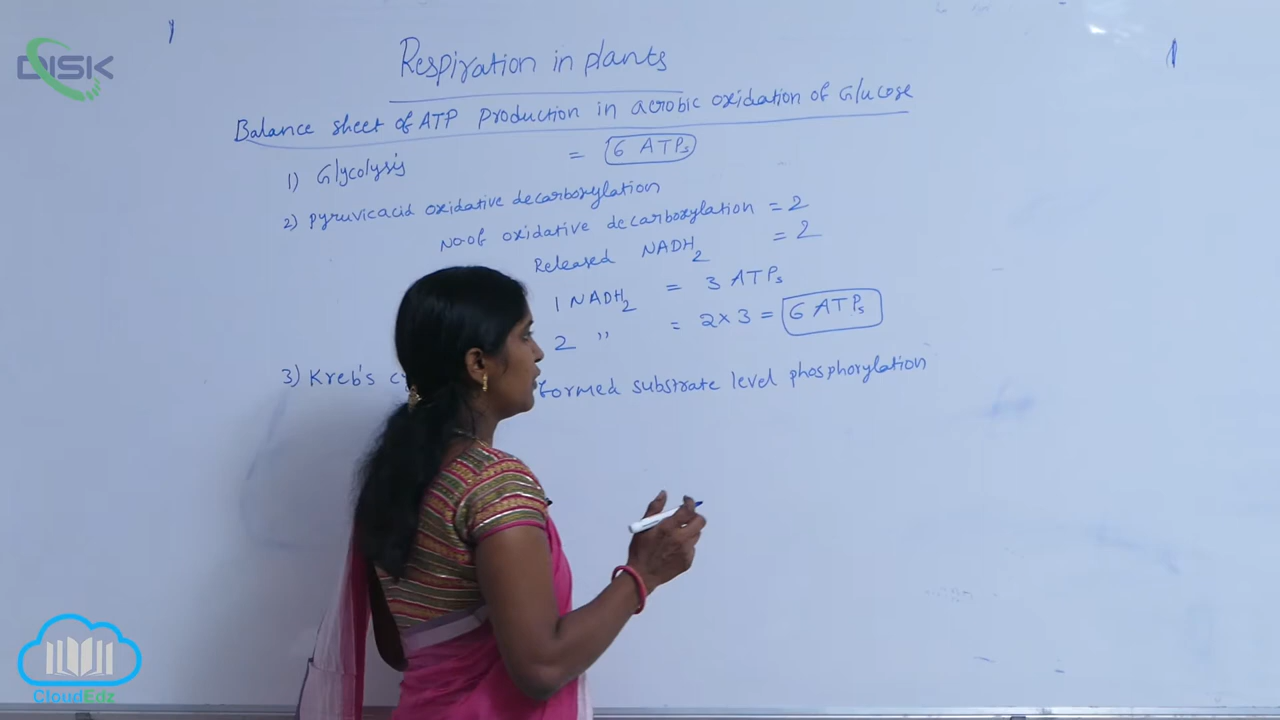 DISK
Respiration in plants
Balance sheet of ATP production in aerobic oxidation of Glucose
1) Glycolysis = 6 ATPs
2) pyruvicacid oxidative decarboxylation
No.of oxidative decarboxylation = 2
Released NADH2 = 2
1 NADH2 = 3 ATPs
2 " = 2×3 = 6 ATPs
3) Kreb's formed substrate level phosphorylation
CloudEdz